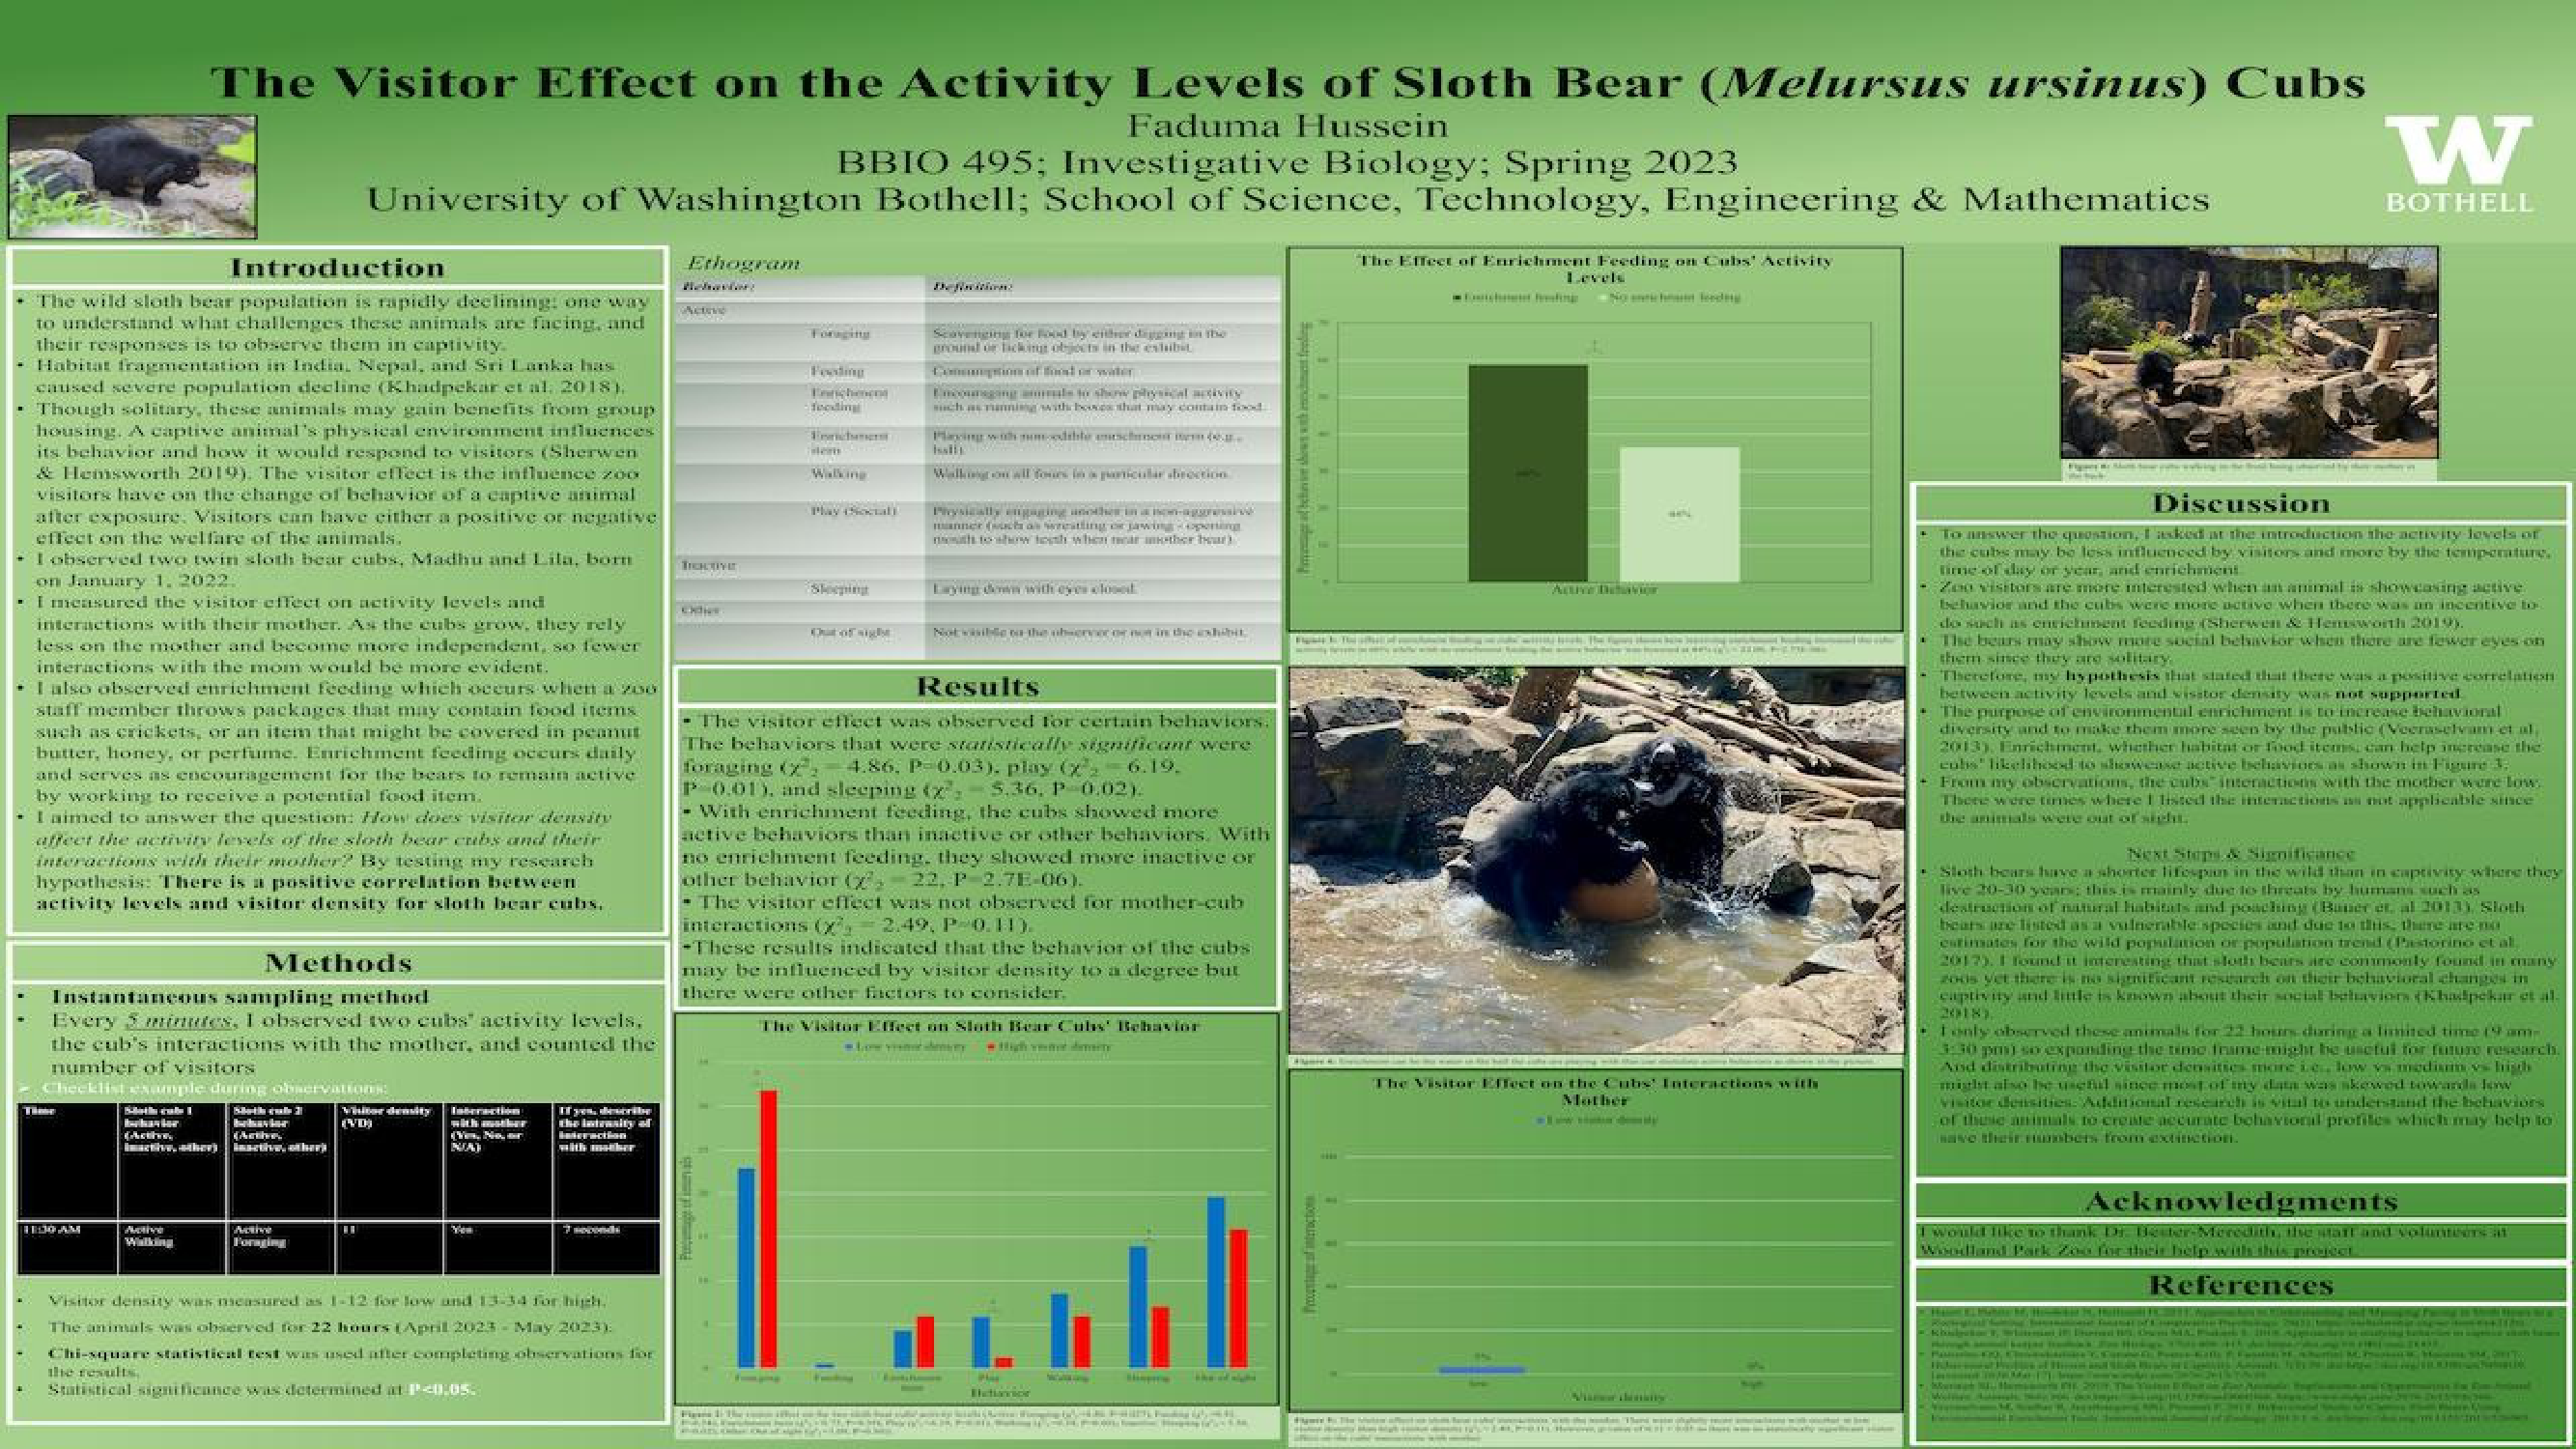 The Visitor Effect on the Activity Levels of Sloth Bear (Melursus ursinus) Cubs
Faduma Hussein
BBIO 495; Investigative Biology; Spring 2023
University of Washington Bothell; School of Science, Technology, Engineering & Mathematics
W
BOTHELL
Introduction
• The wild sloth bear population is rapidly declining; one way
to understand what challenges these animals are facing, and
their responses is to observe them in captivity.
• Habitat fragmentation in India, Nepal, and Sri Lanka has
caused severe population decline (Khadpekar et al. 2018).
• Though solitary, these animals may gain benefits from group
housing. A captive animal's physical environment influences
its behavior and how it would respond to visitors (Sherwen
& Hemsworth 2019). The visitor effect is the influence zoo
visitors have on the change of behavior of a captive animal
after exposure. Visitors can have either a positive or negative
effect on the welfare of the animals.
• I observed two twin sloth bear cubs, Madhu and Lila, born
on January 1, 2022.
• I measured the visitor effect on activity levels and
interactions with their mother. As the cubs grow, they rely
less on the mother and become more independent, so fewer
interactions with the mom would be more evident.
• I also observed enrichment feeding which occurs when a zoo
staff member throws packages that may contain food items
such as crickets, or an item that might be covered in peanut
butter, honey, or perfume. Enrichment feeding occurs daily
and serves as encouragement for the bears to remain active
by working to receive a potential food item.
• I aimed to answer the question: How does visitor density
affect the activity levels of the sloth bear cubs and their
interactions with their mother? By testing my research
hypothesis: There is a positive correlation between
activity levels and visitor density for sloth bear cubs.
Methods
• Instantaneous sampling method
• Every 5 minutes, I observed two cubs' activity levels,
the cub's interactions with the mother, and counted the
number of visitors
➢ Checklist example during observations:
Time
Sloth cub 1 behavior (Active, inactive, other)
Sloth cub 2 behavior (Active, inactive, other)
Visitor density (VD)
Interaction with mother (Yes, No, or N/A)
If yes, describe the intensity of interaction with mother
11:30 AM
Active Walking
Active Foraging
11
Yes
7 seconds
• Visitor density was measured as 1-12 for low and 13-34 for high.
• The animals was observed for 22 hours (April 2023 - May 2023).
• Chi-square statistical test was used after completing observations for
the results.
• Statistical significance was determined at P<0.05.
Ethogram
Behavior: Definition:
Active
Foraging Scavenging for food by either digging in the
ground or licking objects in the exhibit.
Feeding Consumption of food or water
Enrichment feeding Encouraging animals to show physical activity
such as running with boxes that may contain food.
Enrichment item Playing with non-edible enrichment item (e.g.,
ball).
Walking Walking on all fours in a particular direction.
Play (Social) Physically engaging another in a non-aggressive
manner (such as wrestling or jawing - opening
mouth to show teeth when near another bear).
Inactive
Sleeping Laying down with eyes closed.
Other
Out of sight Not visible to the observer or not in the exhibit.
Results
• The visitor effect was observed for certain behaviors.
The behaviors that were statistically significant were
foraging (χ²₂ = 4.86, P=0.03), play (χ²₂ = 6.19,
P=0.01), and sleeping (χ²₂ = 5.36, P=0.02).
• With enrichment feeding, the cubs showed more
active behaviors than inactive or other behaviors. With
no enrichment feeding, they showed more inactive or
other behavior (χ²₂ = 22, P=2.7E-06).
• The visitor effect was not observed for mother-cub
interactions (χ²₂ = 2.49, P=0.11).
•These results indicated that the behavior of the cubs
may be influenced by visitor density to a degree but
there were other factors to consider.
The Visitor Effect on Sloth Bear Cubs' Behavior
Low visitor density High visitor density
Percentage of intervals
Foraging Feeding Enrichment item Play Walking Sleeping Out of sight
Behavior
The Effect of Enrichment Feeding on Cubs' Activity
Levels
Enrichment feeding No enrichment feeding
Percentage of behavior shown with enrichment feeding
44%
Active Behavior
The Visitor Effect on the Cubs' Interactions with
Mother
Low visitor density
Percentage of interactions
low high
Visitor density
Discussion
• To answer the question, I asked at the introduction the activity levels of
the cubs may be less influenced by visitors and more by the temperature,
time of day or year, and enrichment.
• Zoo visitors are more interested when an animal is showcasing active
behavior and the cubs were more active when there was an incentive to
do such as enrichment feeding (Sherwen & Hemsworth 2019).
• The bears may show more social behavior when there are fewer eyes on
them since they are solitary.
• Therefore, my hypothesis that stated that there was a positive correlation
between activity levels and visitor density was not supported.
• The purpose of environmental enrichment is to increase behavioral
diversity and to make them more seen by the public (Veeraselvam et al.
2013). Enrichment, whether habitat or food items, can help increase the
cubs' likelihood to showcase active behaviors as shown in Figure 3.
• From my observations, the cubs' interactions with the mother were low.
There were times where I listed the interactions as not applicable since
the animals were out of sight.
Next Steps & Significance
• Sloth bears have a shorter lifespan in the wild than in captivity where they
live 20-30 years; this is mainly due to threats by humans such as
destruction of natural habitats and poaching (Bauer et. al 2013). Sloth
bears are listed as a vulnerable species and due to this, there are no
estimates for the wild population or population trend (Pastorino et al.
2017). I found it interesting that sloth bears are commonly found in many
zoos yet there is no significant research on their behavioral changes in
captivity and little is known about their social behaviors (Khadpekar et al.
2018).
• I only observed these animals for 22 hours during a limited time (9 am-
3:30 pm) so expanding the time frame might be useful for future research.
And distributing the visitor densities more i.e., low vs medium vs high
might also be useful since most of my data was skewed towards low
visitor densities. Additional research is vital to understand the behaviors
of these animals to create accurate behavioral profiles which may help to
save their numbers from extinction.
Acknowledgments
I would like to thank Dr. Bester-Meredith, the staff and volunteers at
Woodland Park Zoo for their help with this project.
References